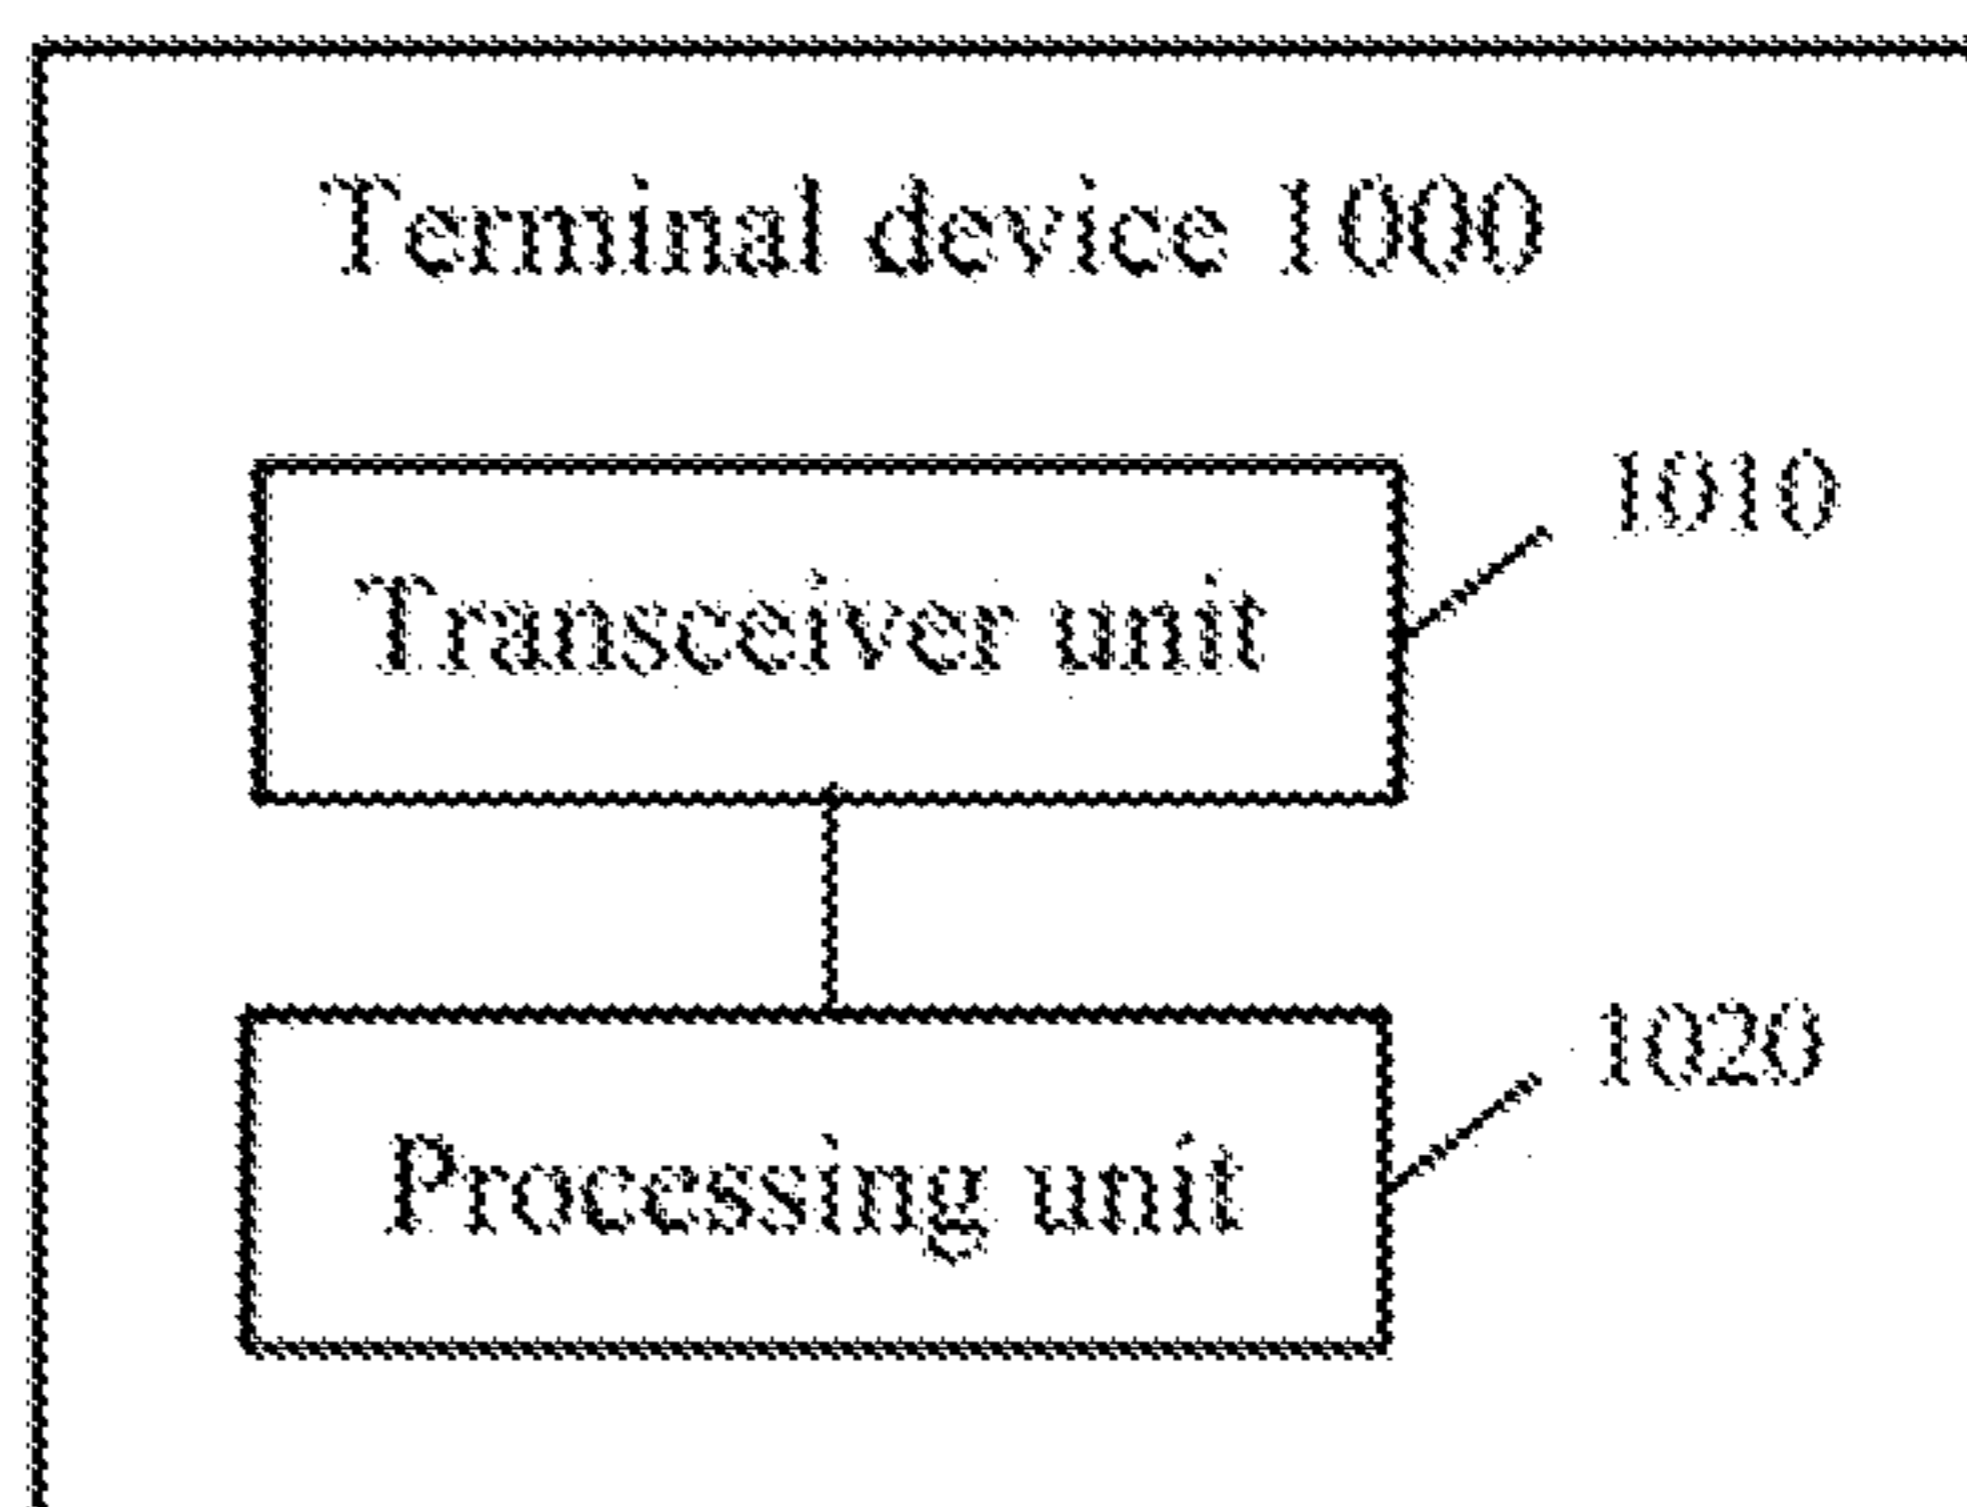 Terminal device 1000
1010
Transceiver unit
1020
Processing unit